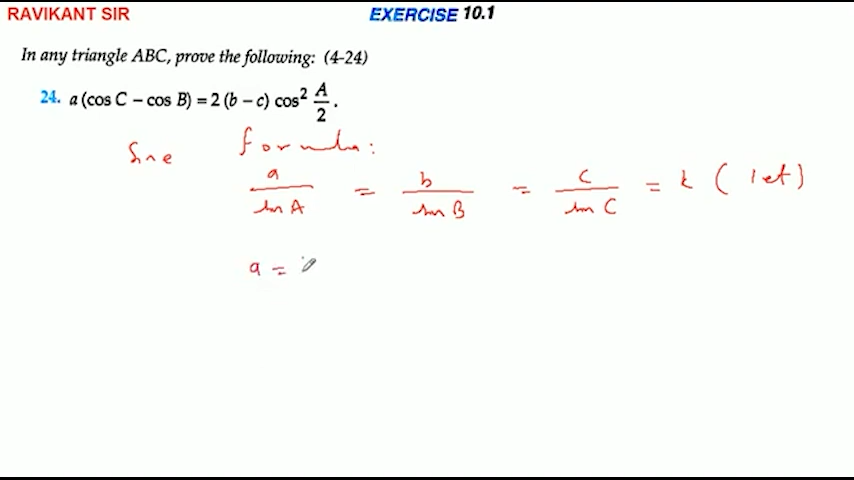 RAVIKANT SIR EXERCISE 10.1
In any triangle ABC, prove the following: (4-24)
24. a (cos C – cos B) = 2 (b – c) cos² A/2 .
Sine formula:
a/sin A = b/sin B = c/sin C = k (let)
a =